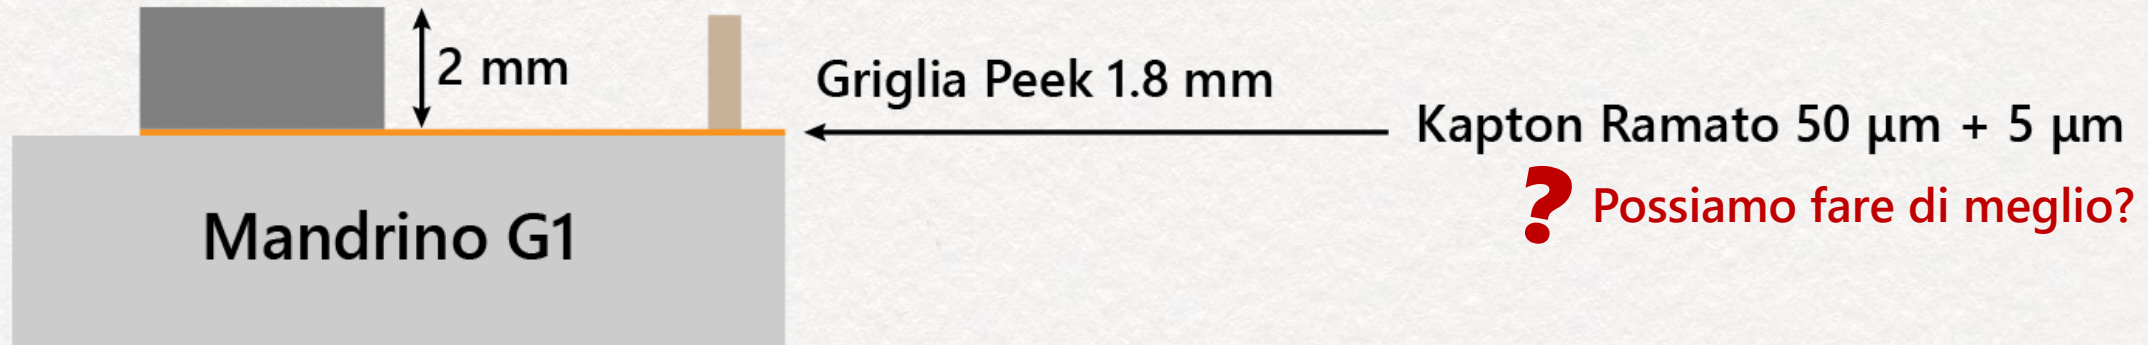 2 mm
Griglia Peek 1.8 mm
Kapton Ramato 50 µm + 5 µm
? Possiamo fare di meglio?
Mandrino G1